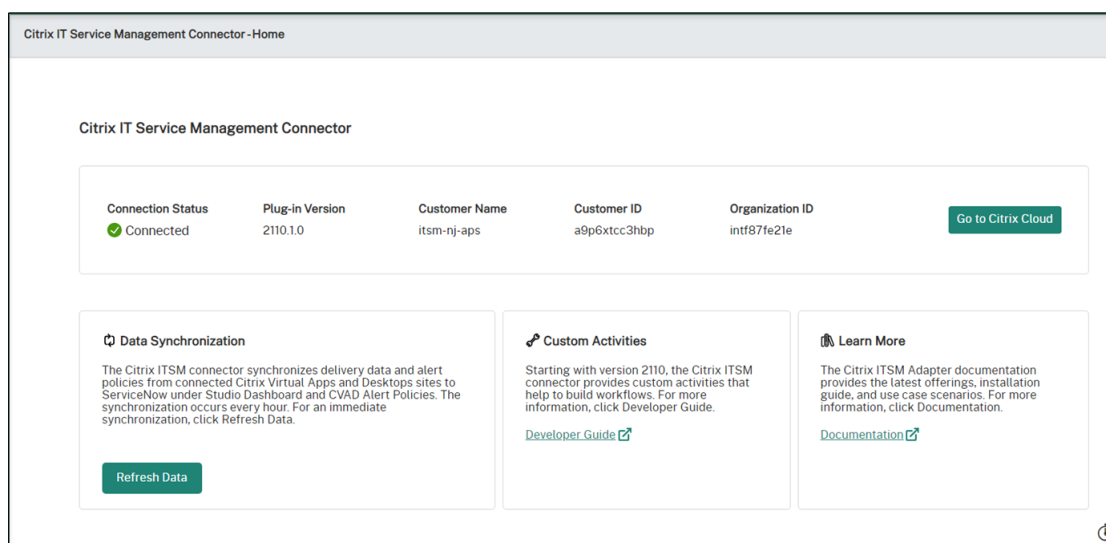 Citrix IT Service Management Connector - Home
Citrix IT Service Management Connector
Connection Status
Connected
Plug-in Version
2110.1.0
Customer Name
itsm-nj-aps
Customer ID
a9p6xtcc3hbp
Organization ID
intf87fe21e
Go to Citrix Cloud
Data Synchronization
The Citrix ITSM connector synchronizes delivery data and alert
policies from connected Citrix Virtual Apps and Desktops sites to
ServiceNow under Studio Dashboard and CVAD Alert Policies. The
synchronization occurs every hour. For an immediate
synchronization, click Refresh Data.
Refresh Data
Custom Activities
Starting with version 2110, the Citrix ITSM
connector provides custom activities that
help to build workflows. For more
information, click Developer Guide.
Developer Guide
Learn More
The Citrix ITSM Adapter documentation
provides the latest offerings, installation
guide, and use case scenarios. For more
information, click Documentation.
Documentation